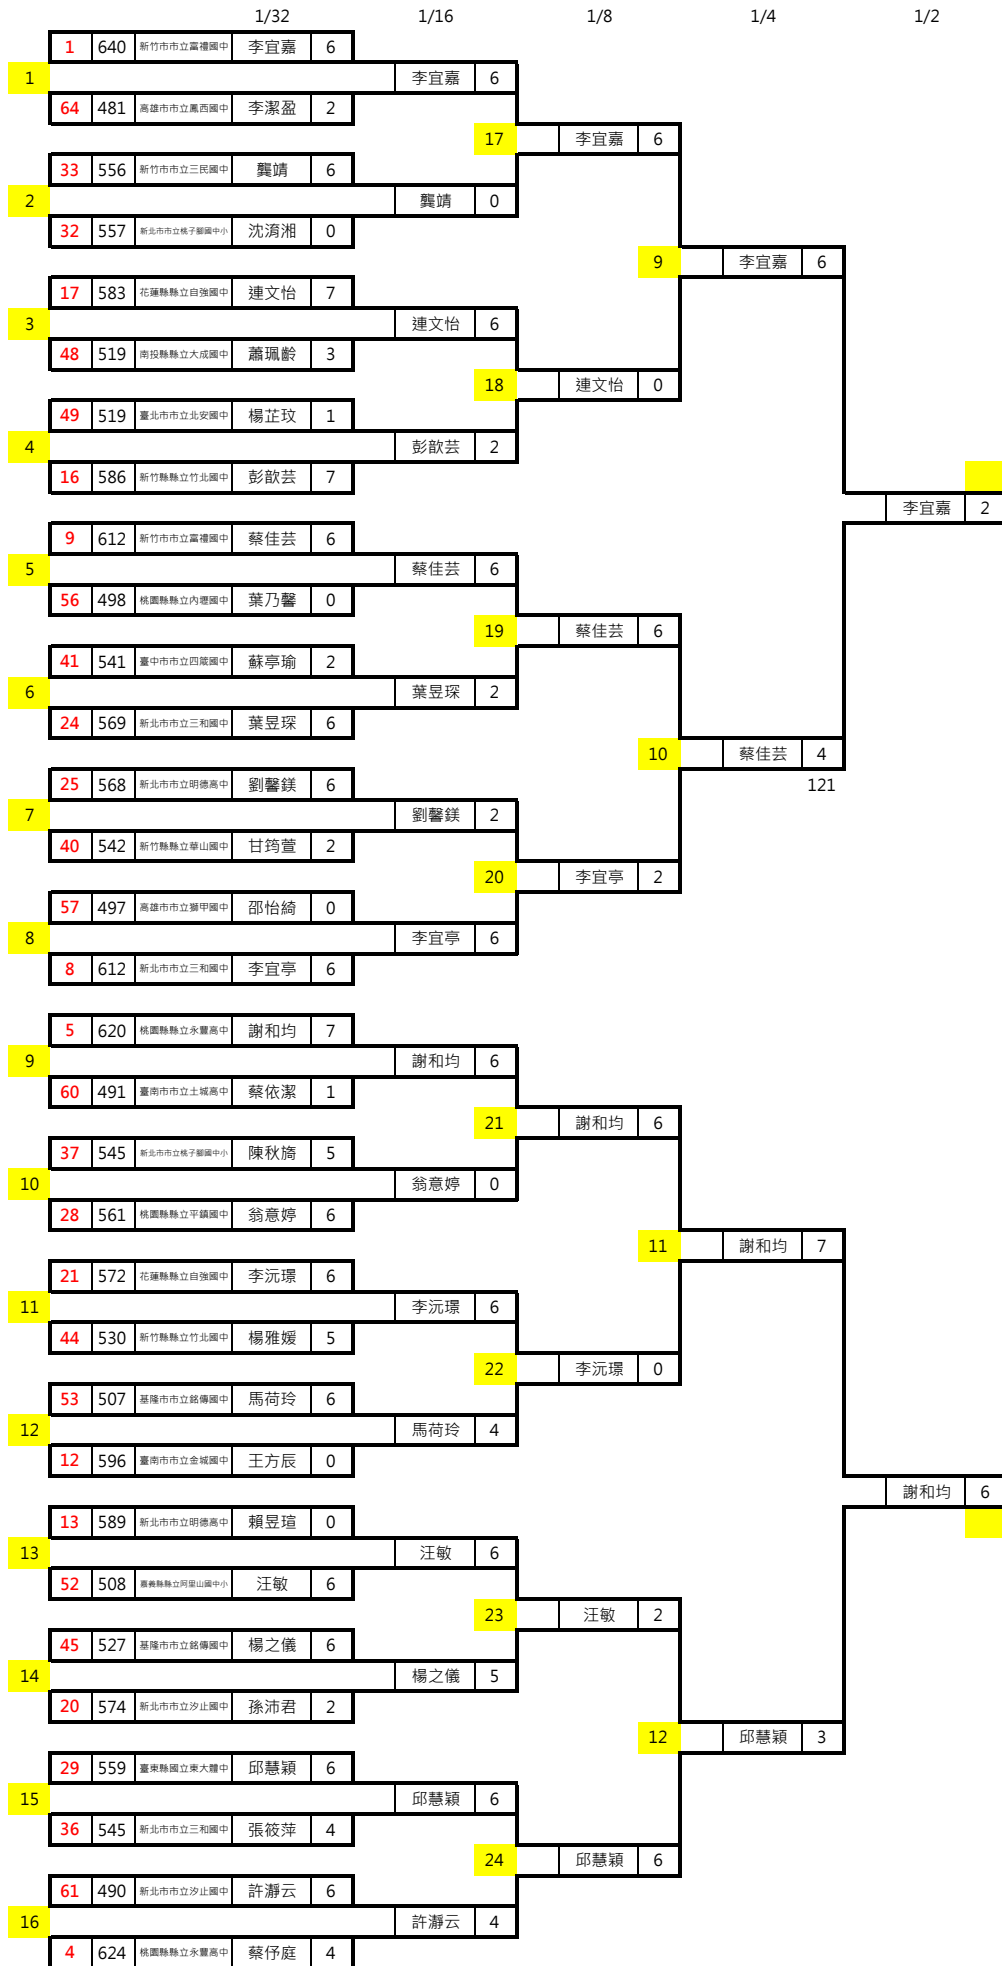 1/32 1/16 1/8 1/4 1/2
1 640 新竹市市立富禮國中 李宜嘉 6
1 李宜嘉 6
64 481 高雄市市立鳳西國中 李潔盈 2
17 李宜嘉 6
33 556 新竹市市立三民國中 龔靖 6
2 龔靖 0
32 557 新北市市立桃子腳國中小 沈湝湘 0
9 李宜嘉 6
17 583 花蓮縣縣立自強國中 連文怡 7
3 連文怡 6
48 519 南投縣縣立大成國中 蕭珮齡 3
18 連文怡 0
49 519 臺北市市立北安國中 楊芷玟 1
4 彭歆芸 2
16 586 新竹縣縣立竹北國中 彭歆芸 7
李宜嘉 2
9 612 新竹市市立富禮國中 蔡佳芸 6
5 蔡佳芸 6
56 498 桃園縣縣立內壢國中 葉乃馨 0
19 蔡佳芸 6
41 541 臺中市市立四箴國中 蘇亭瑜 2
6 葉昱琛 2
24 569 新北市市立三和國中 葉昱琛 6
10 蔡佳芸 4
25 568 新北市市立明德高中 劉馨鎂 6
121
7 劉馨鎂 2
40 542 新竹縣縣立華山國中 甘筠萱 2
20 李宜亭 2
57 497 高雄市市立獅甲國中 邵怡綺 0
8 李宜亭 6
8 612 新北市市立三和國中 李宜亭 6
5 620 桃園縣縣立永豐高中 謝和均 7
9 謝和均 6
60 491 臺南市市立土城高中 蔡依潔 1
21 謝和均 6
37 545 新北市市立桃子腳國中小 陳秋旖 5
10 翁意婷 0
28 561 桃園縣縣立平鎮國中 翁意婷 6
11 謝和均 7
21 572 花蓮縣縣立自強國中 李沅璟 6
11 李沅璟 6
44 530 新竹縣縣立竹北國中 楊雅媛 5
22 李沅璟 0
53 507 基隆市市立銘傳國中 馬荷玲 6
12 馬荷玲 4
12 596 臺南市市立金城國中 王方辰 0
謝和均 6
13 589 新北市市立明德高中 賴昱瑄 0
13 汪敏 6
52 508 嘉義縣縣立阿里山國中小 汪敏 6
23 汪敏 2
45 527 基隆市市立銘傳國中 楊之儀 6
14 楊之儀 5
20 574 新北市市立汐止國中 孫沛君 2
12 邱慧穎 3
29 559 臺東縣國立東大體中 邱慧穎 6
15 邱慧穎 6
36 545 新北市市立三和國中 張筱萍 4
24 邱慧穎 6
61 490 新北市市立汐止國中 許瀞云 6
16 許瀞云 4
4 624 桃園縣縣立永豐高中 蔡伃庭 4